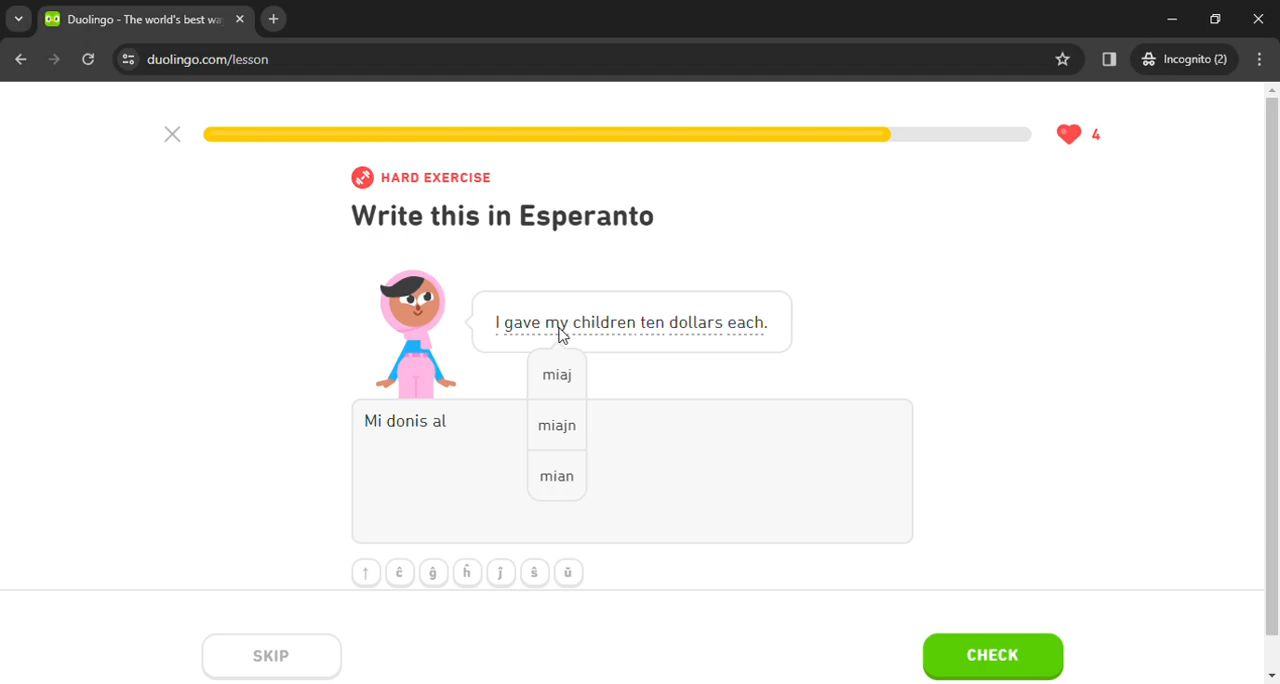 Duolingo - The world's best wa
duolingo.com/lesson
Incognito (2)
4
HARD EXERCISE
Write this in Esperanto
I gave my children ten dollars each.
miaj
miajn
mian
Mi donis al
↑ ĉ ĝ ĥ ĵ ŝ ŭ
SKIP
CHECK